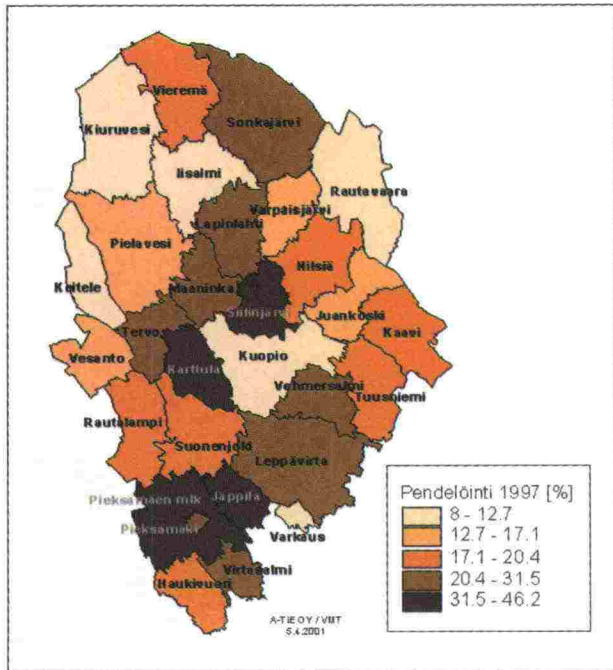 Vieremä
Kiuruvesi
Sonkajärvi
Iisalmi
Rautavaara
Varpaisjärvi
Lapinlahti
Pielavesi
Nilsiä
Keitele
Maaninka
Siilinjärvi
Juankoski
Tervo
Kaavi
Vesanto
Kuopio
Karttula
Vehmersalmi
Tuusniemi
Rautalampi
Suonenjoki
Leppävirta
Pieksämäen mlk
Jäppilä
Pieksämäki
Varkaus
Virtasalmi
Haukivuori
A-TIE OY / VMT
5.4.2001
Pendelöinti 1997 [%]
8 - 12.7
12.7 - 17.1
17.1 - 20.4
20.4 - 31.5
31.5 - 46.2